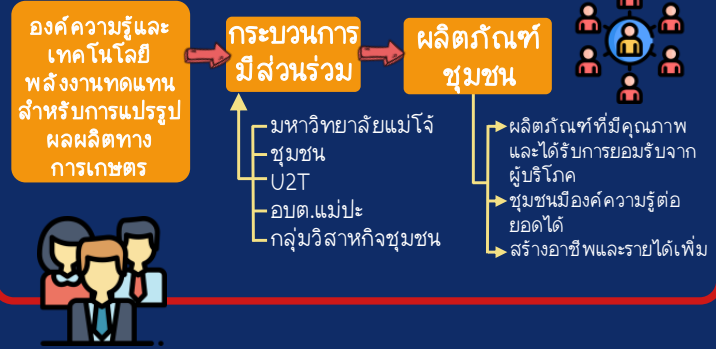 องค์ความรู้และ
เทคโนโลยี
พลังงานทดแทน
สำหรับการแปรรูป
ผลผลิตทาง
การเกษตร
กระบวนการ
มีส่วนร่วม
มหาวิทยาลัยแม่โจ้
ชุมชน
U2T
อบต.แม่ปะ
กลุ่มวิสาหกิจชุมชน
ผลิตภัณฑ์
ชุมชน
ผลิตภัณฑ์ที่มีคุณภาพ
และได้รับการยอมรับจาก
ผู้บริโภค
ชุมชนมีองค์ความรู้ต่อ
ยอดได้
สร้างอาชีพและรายได้เพิ่ม